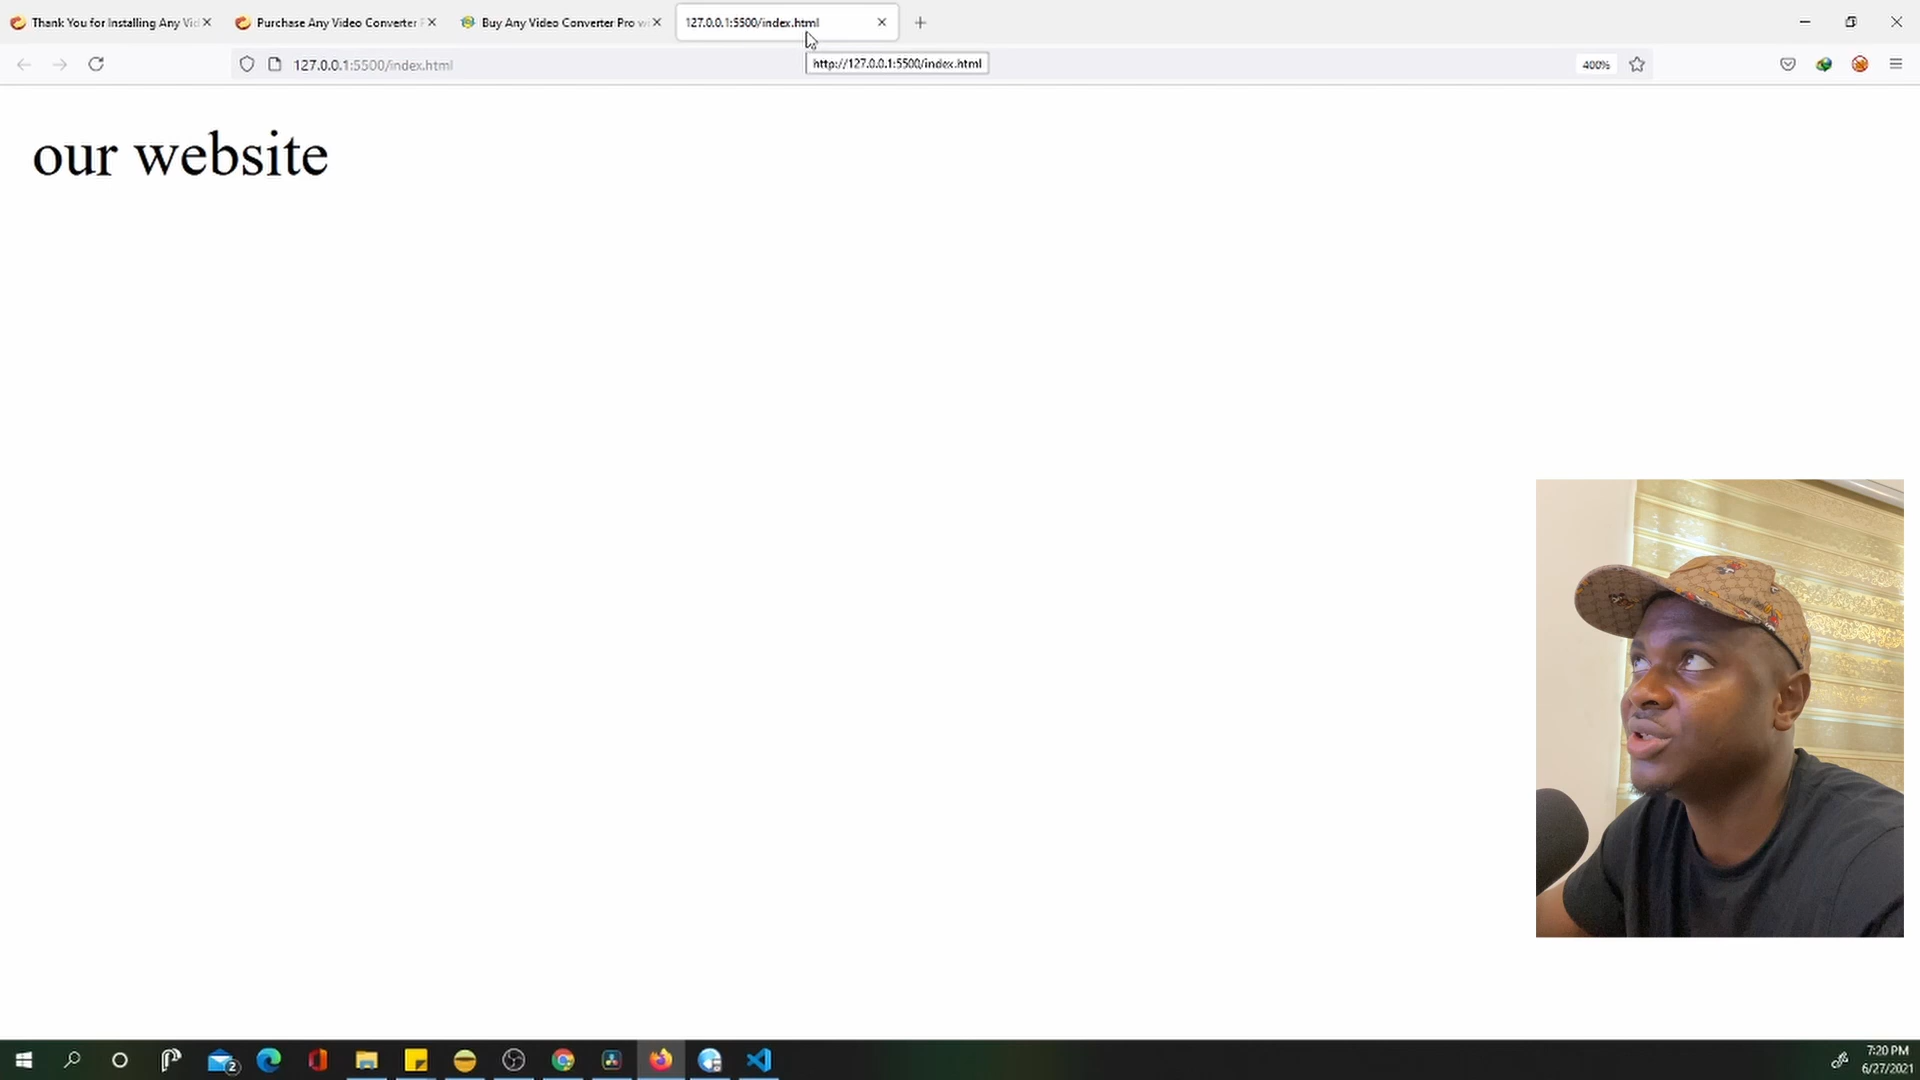 Thank You for Installing Any Vid
Purchase Any Video Converter
Buy Any Video Converter Pro
127.0.0.1:5500/index.html
127.0.0.1:5500/index.html
http://127.0.0.1:5500/index.html
400%
our website
2
7:20 PM
6/27/2021